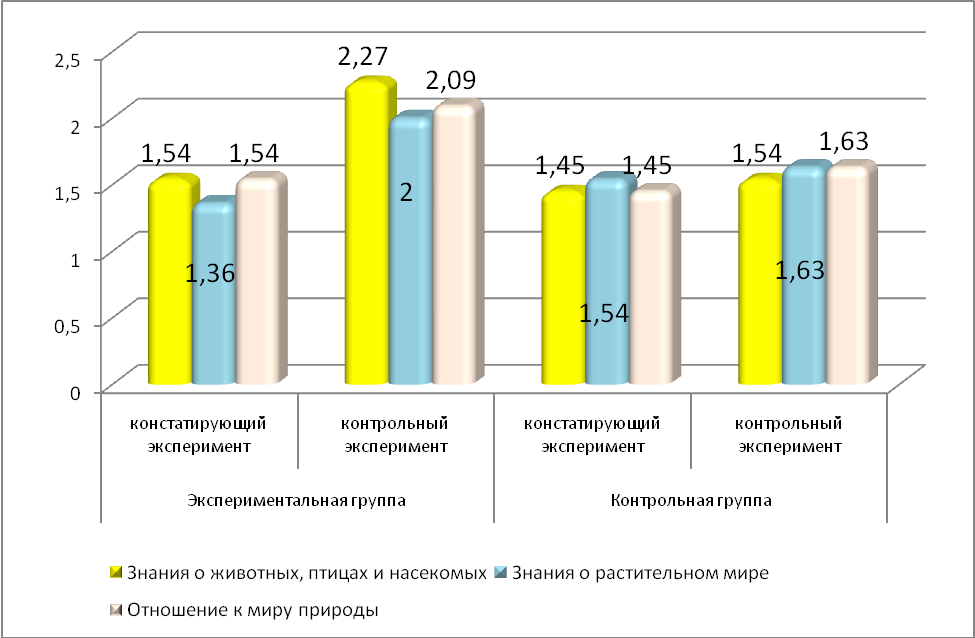 2,5
2
1,5
1
0,5
0
1,54
1,36
1,54
2,27
2
2,09
1,45
1,54
1,45
1,54
1,63
1,63
констатирующий
эксперимент
контрольный
эксперимент
констатирующий
эксперимент
контрольный
эксперимент
Экспериментальная группа
Контрольная группа
Знания о животных, птицах и насекомых
Знания о растительном мире
Отношение к миру природы